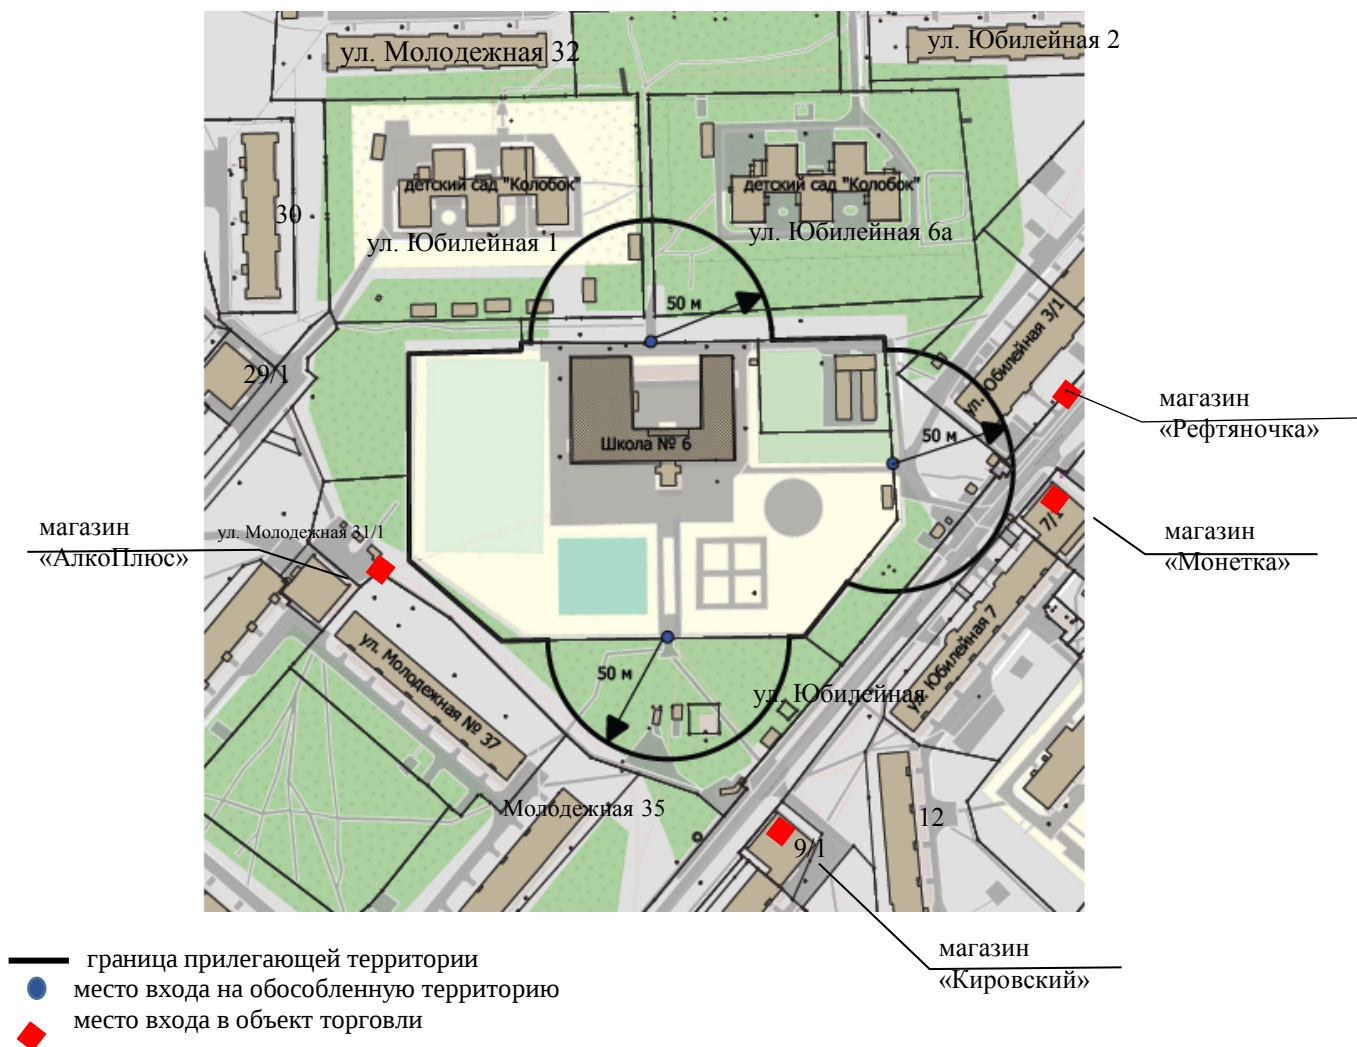 ул. Молодежная 32
ул. Юбилейная 2
детский сад "Колобок"
детский сад "Колобок"
30
ул. Юбилейная 1
ул. Юбилейная 6а
50 м
ул. Юбилейная 3/1
29/1
магазин
«Рефтяночка»
50 м
Школа № 6
7/1
магазин
«АлкоПлюс»
ул. Молодежная 31/1
магазин
«Монетка»
ул. Молодежная № 37
50 м
ул. Юбилейная
ул. Юбилейная 7
Молодежная 35
12
9/1
магазин
«Кировский»
граница прилегающей территории
место входа на обособленную территорию
место входа в объект торговли